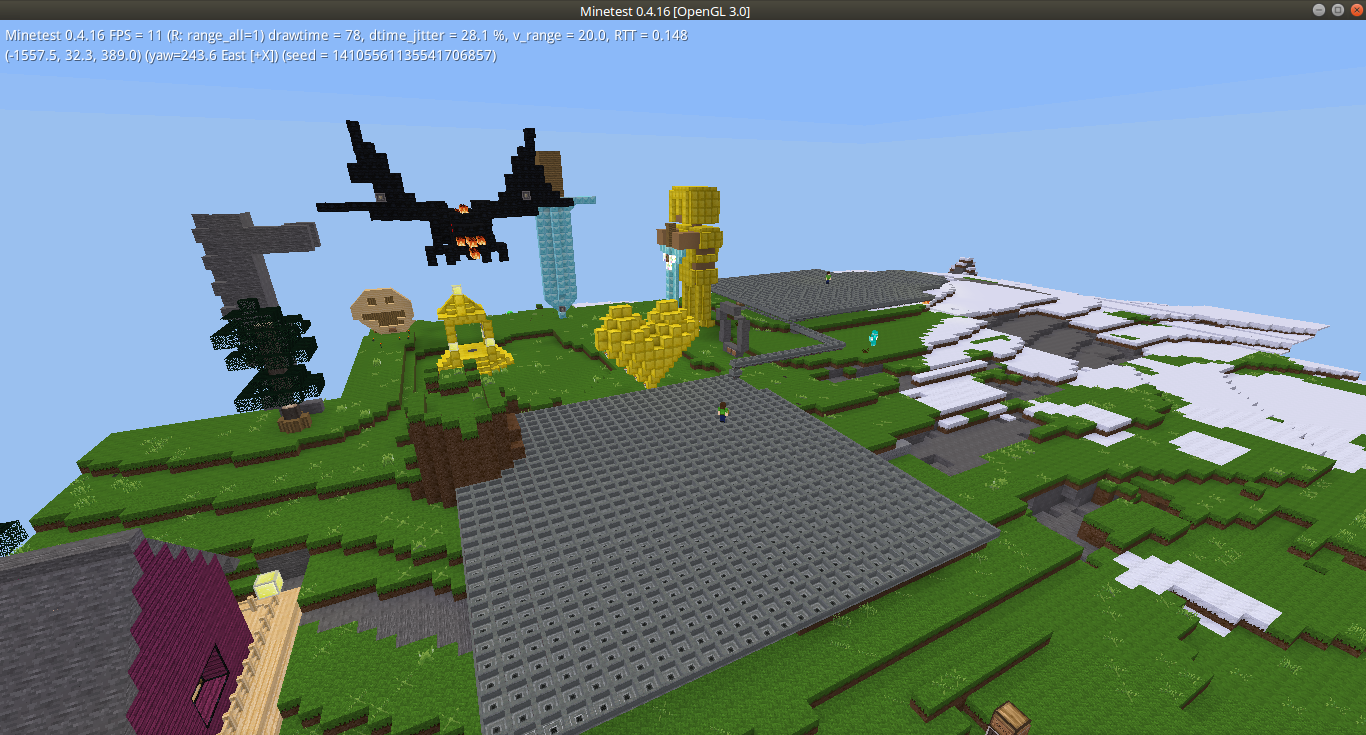 Minetest 0.4.16 [OpenGL 3.0]
Minetest 0.4.16 FPS = 11 (R: range_all=1) drawtime = 78, dtime_jitter = 28.1 %, v_range = 20.0, RTT = 0.148
(-1557.5, 32.3, 389.0) (yaw=243.6 East [+X]) (seed = 14105561135541706857)